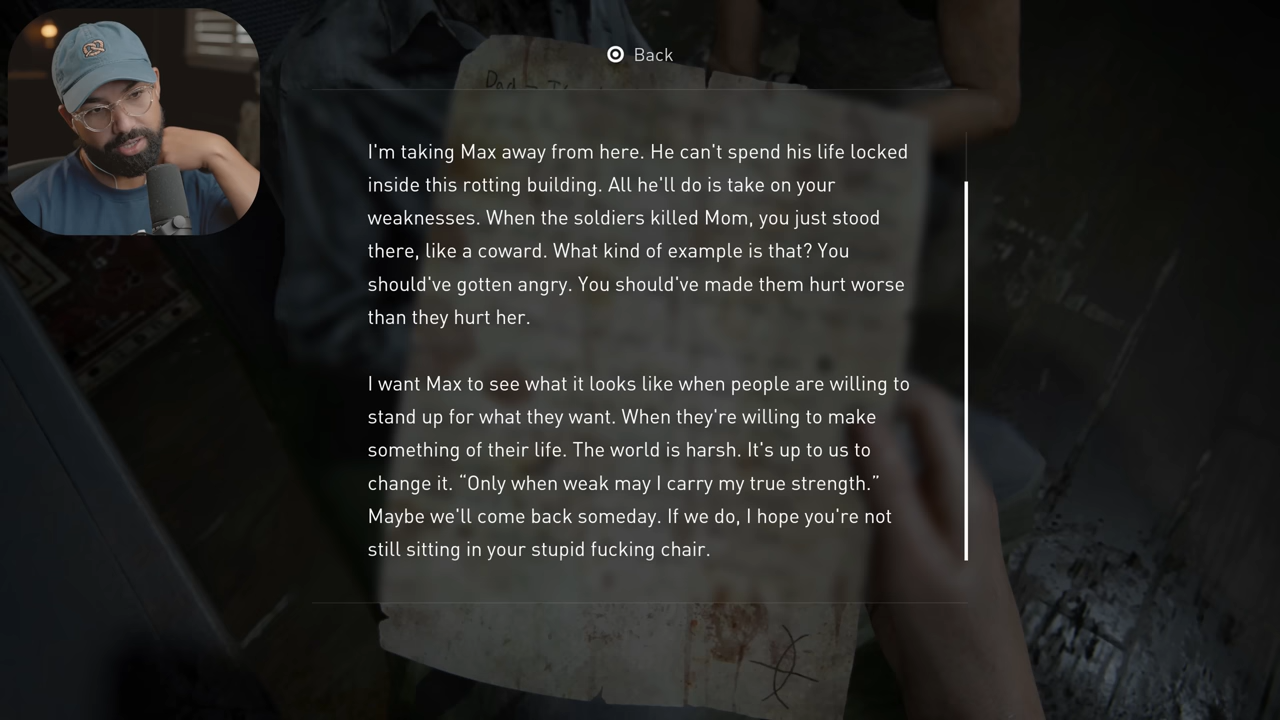 Back
I'm taking Max away from here. He can't spend his life locked
inside this rotting building. All he'll do is take on your
weaknesses. When the soldiers killed Mom, you just stood
there, like a coward. What kind of example is that? You
should've gotten angry. You should've made them hurt worse
than they hurt her.
I want Max to see what it looks like when people are willing to
stand up for what they want. When they're willing to make
something of their life. The world is harsh. It's up to us to
change it. “Only when weak may I carry my true strength.”
Maybe we'll come back someday. If we do, I hope you're not
still sitting in your stupid fucking chair.